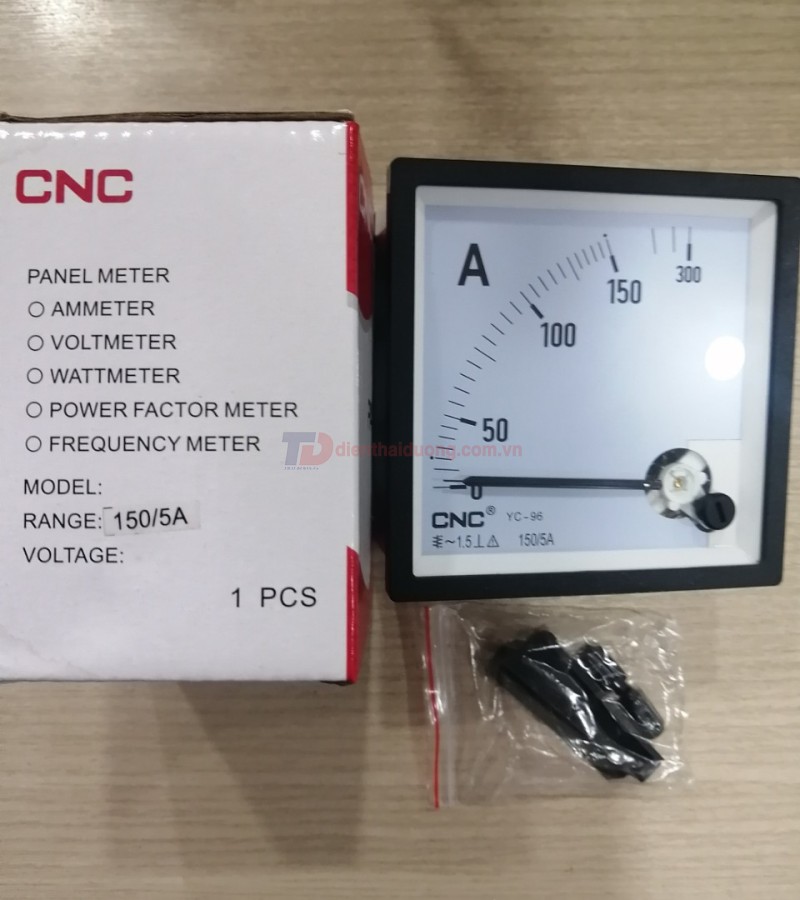 CNC
PANEL METER
AMMETER
VOLTMETER
WATTMETER
POWER FACTOR METER
FREQUENCY METER
MODEL:
RANGE: 150/5A
VOLTAGE:
1 PCS
A
0
50
100
150
300
CNC® YC-96
~1.5⊥⚠ 150/5A
TD dienthaiduong.com.vn